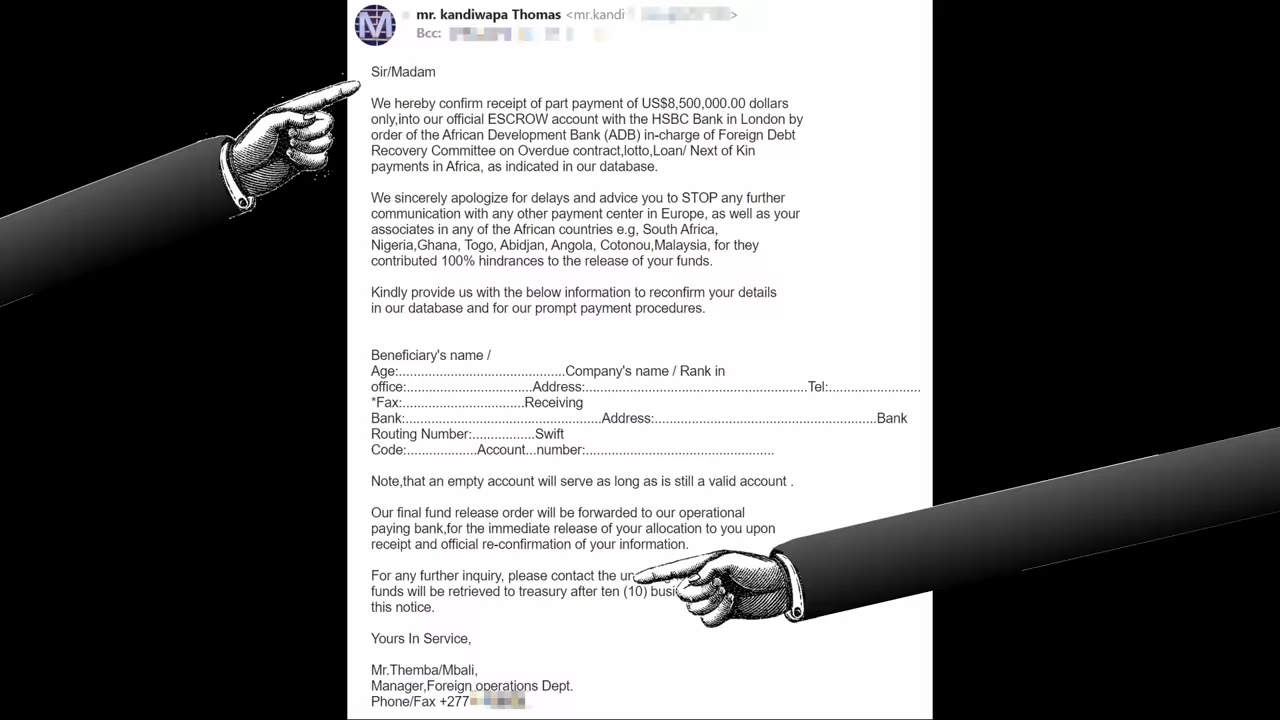 M
mr. kandiwapa Thomas <mr.kandi >
Bcc:
Sir/Madam
We hereby confirm receipt of part payment of US$8,500,000.00 dollars
only,into our official ESCROW account with the HSBC Bank in London by
order of the African Development Bank (ADB) in-charge of Foreign Debt
Recovery Committee on Overdue contract,lotto,Loan/ Next of Kin
payments in Africa, as indicated in our database.
We sincerely apologize for delays and advice you to STOP any further
communication with any other payment center in Europe, as well as your
associates in any of the African countries e.g, South Africa,
Nigeria,Ghana, Togo, Abidjan, Angola, Cotonou,Malaysia, for they
contributed 100% hindrances to the release of your funds.
Kindly provide us with the below information to reconfirm your details
in our database and for our prompt payment procedures.
Beneficiary's name /
Age:..........................................Company's name / Rank in
office:................................Address:........................................................Tel:.......................
*Fax:...............................Receiving
Bank:..................................................Address:.........................................................Bank
Routing Number:................Swift
Code:..................Account...number:................................................
Note,that an empty account will serve as long as is still a valid account .
Our final fund release order will be forwarded to our operational
paying bank,for the immediate release of your allocation to you upon
receipt and official re-confirmation of your information.
For any further inquiry, please contact the
funds will be retrieved to treasury after ten (10)
this notice.
Yours In Service,
Mr.Themba/Mbali,
Manager,Foreign operations Dept.
Phone/Fax +277